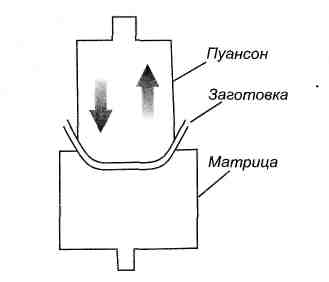 Пуансон
Заготовка
Матрица